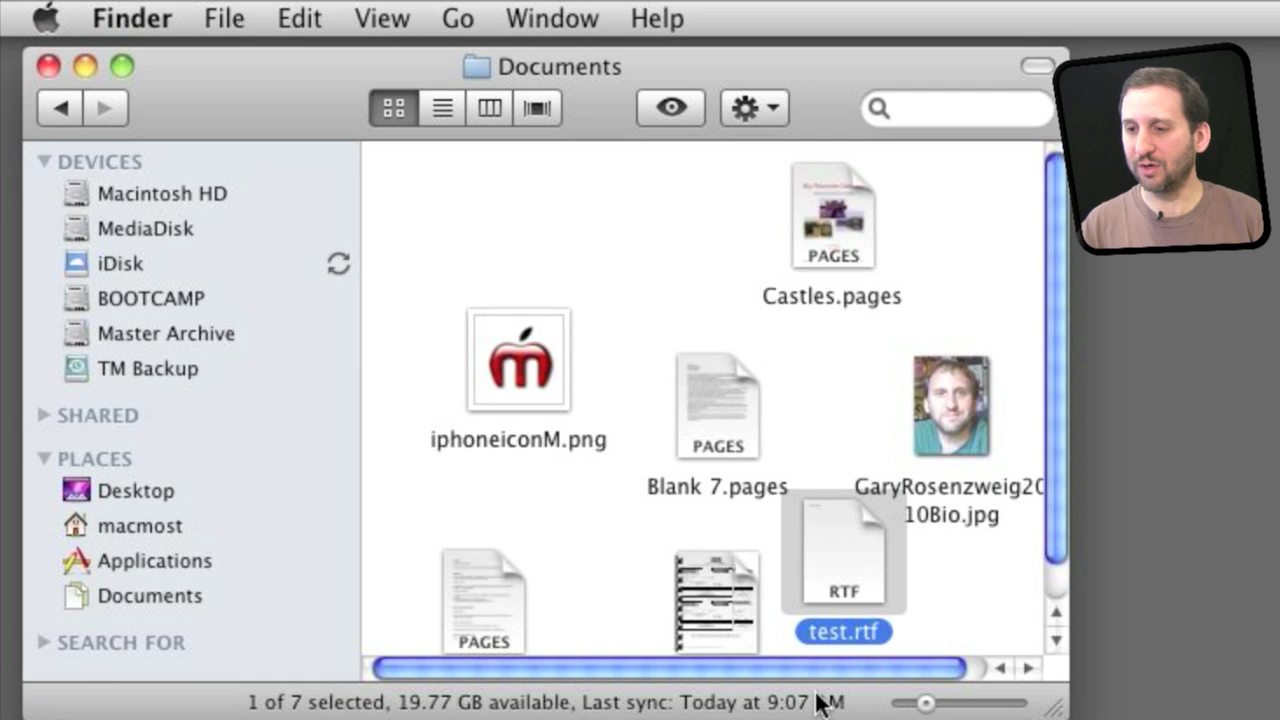 Finder File Edit View Go Window Help
Documents
DEVICES
Macintosh HD
MediaDisk
iDisk
BOOTCAMP
Master Archive
TM Backup
SHARED
PLACES
Desktop
macmost
Applications
Documents
SEARCH FOR
PAGES
Castles.pages
iphoneiconM.png
PAGES
Blank 7.pages
GaryRosenzweig20
10Bio.jpg
PAGES
RTF
test.rtf
1 of 7 selected, 19.77 GB available, Last sync: Today at 9:07 M